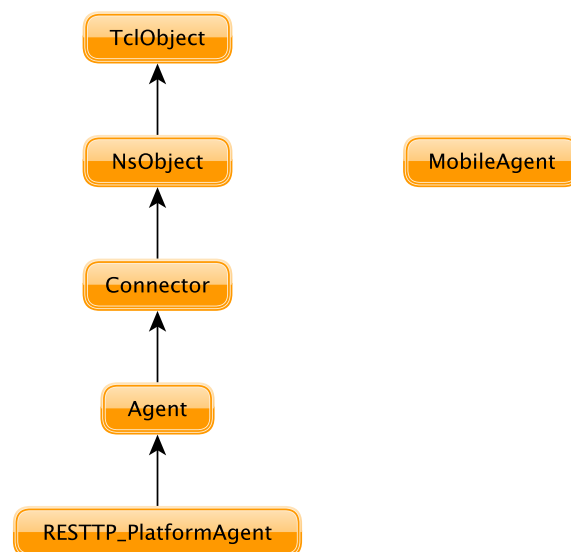 TclObject
NsObject
MobileAgent
Connector
Agent
RESTTP_PlatformAgent